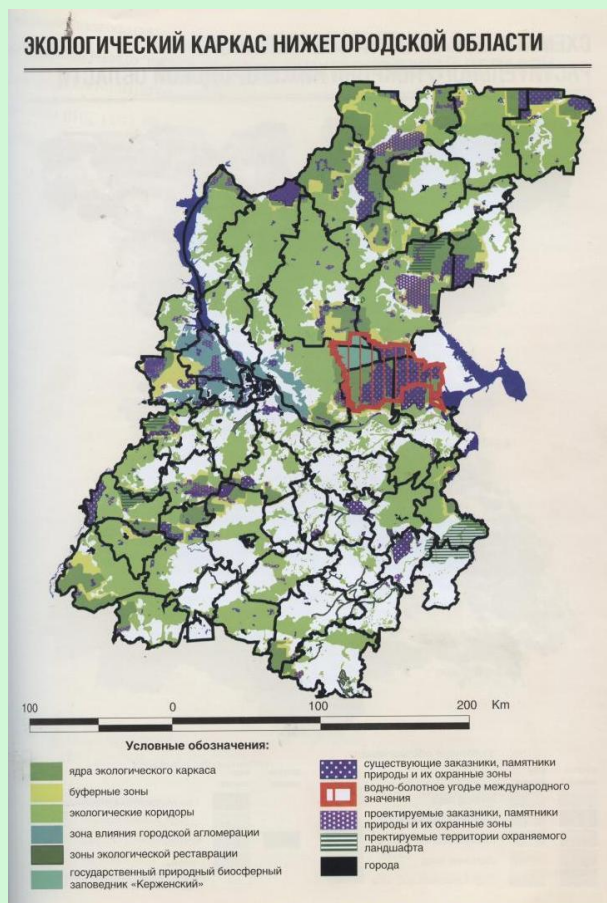 ЭКОЛОГИЧЕСКИЙ КАРКАС НИЖЕГОРОДСКОЙ ОБЛАСТИ
100 0 100 200 Km
Условные обозначения:
ядра экологического каркаса
буферные зоны
экологические коридоры
зона влияния городской агломерации
зоны экологической реставрации
государственный природный биосферный
заповедник «Керженский»
существующие заказники, памятники
природы и их охранные зоны
водно-болотное угодье международного
значения
проектируемые заказники, памятники
природы и их охранные зоны
пректируемые территории охраняемого
ландшафта
города